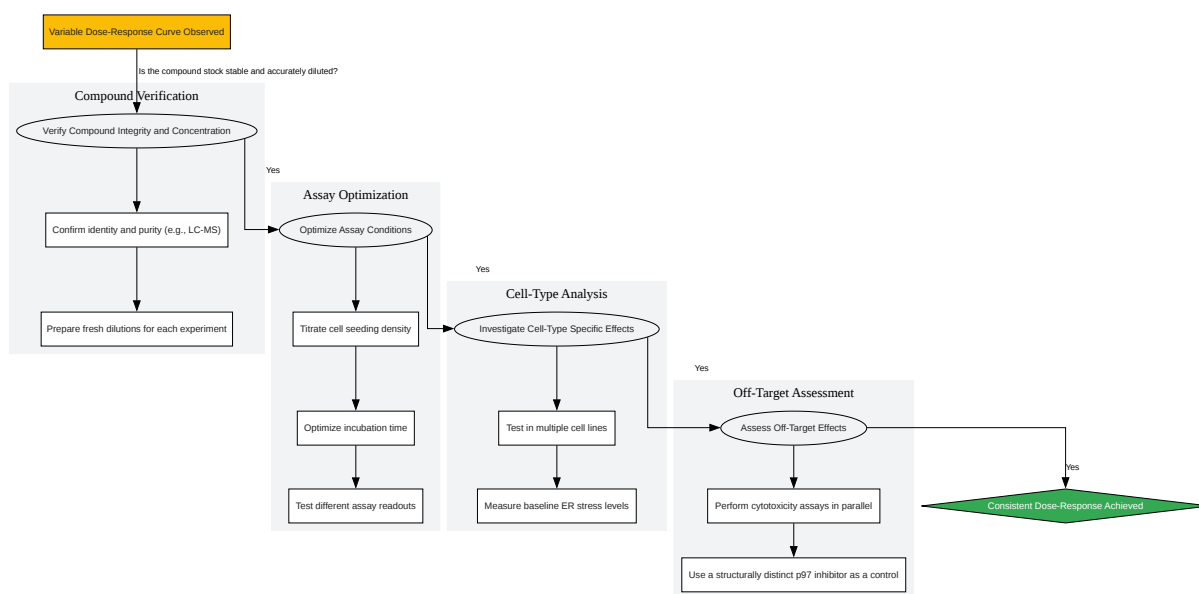 Variable Dose-Response Curve Observed
Is the compound stock stable and accurately diluted?
Compound Verification
Verify Compound Integrity and Concentration
Yes
Confirm identity and purity (e.g., LC-MS)
Prepare fresh dilutions for each experiment
Assay Optimization
Optimize Assay Conditions
Yes
Titrate cell seeding density
Optimize incubation time
Test different assay readouts
Cell-Type Analysis
Investigate Cell-Type Specific Effects
Yes
Test in multiple cell lines
Measure baseline ER stress levels
Off-Target Assessment
Assess Off-Target Effects
Yes
Perform cytotoxicity assays in parallel
Use a structurally distinct p97 inhibitor as a control
Consistent Dose-Response Achieved